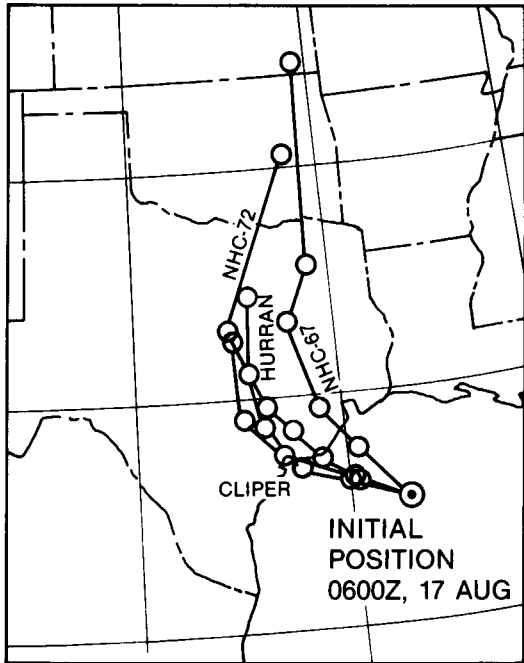 NHC-72
HURRAN
NHC-67
CLIPER
INITIAL
POSITION
0600Z, 17 AUG